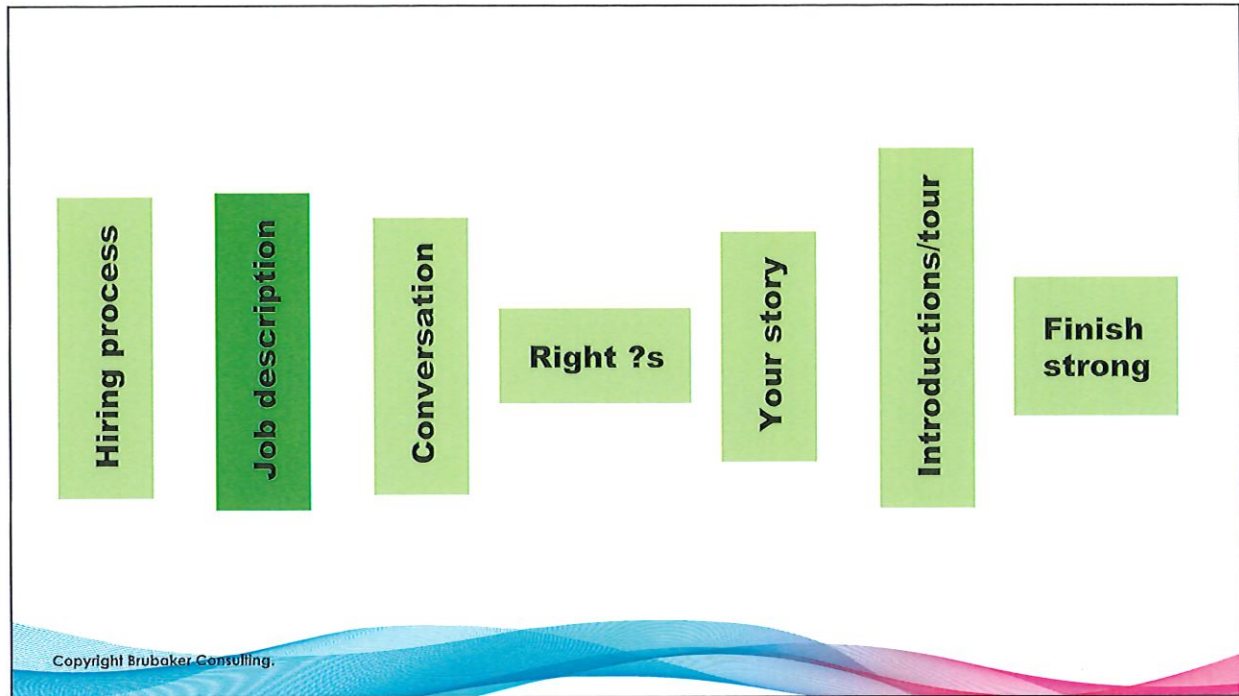 Hiring process
Job description
Conversation
Right ?s
Your story
Introductions/tour
Finish
strong
Copyright Brubaker Consulting.